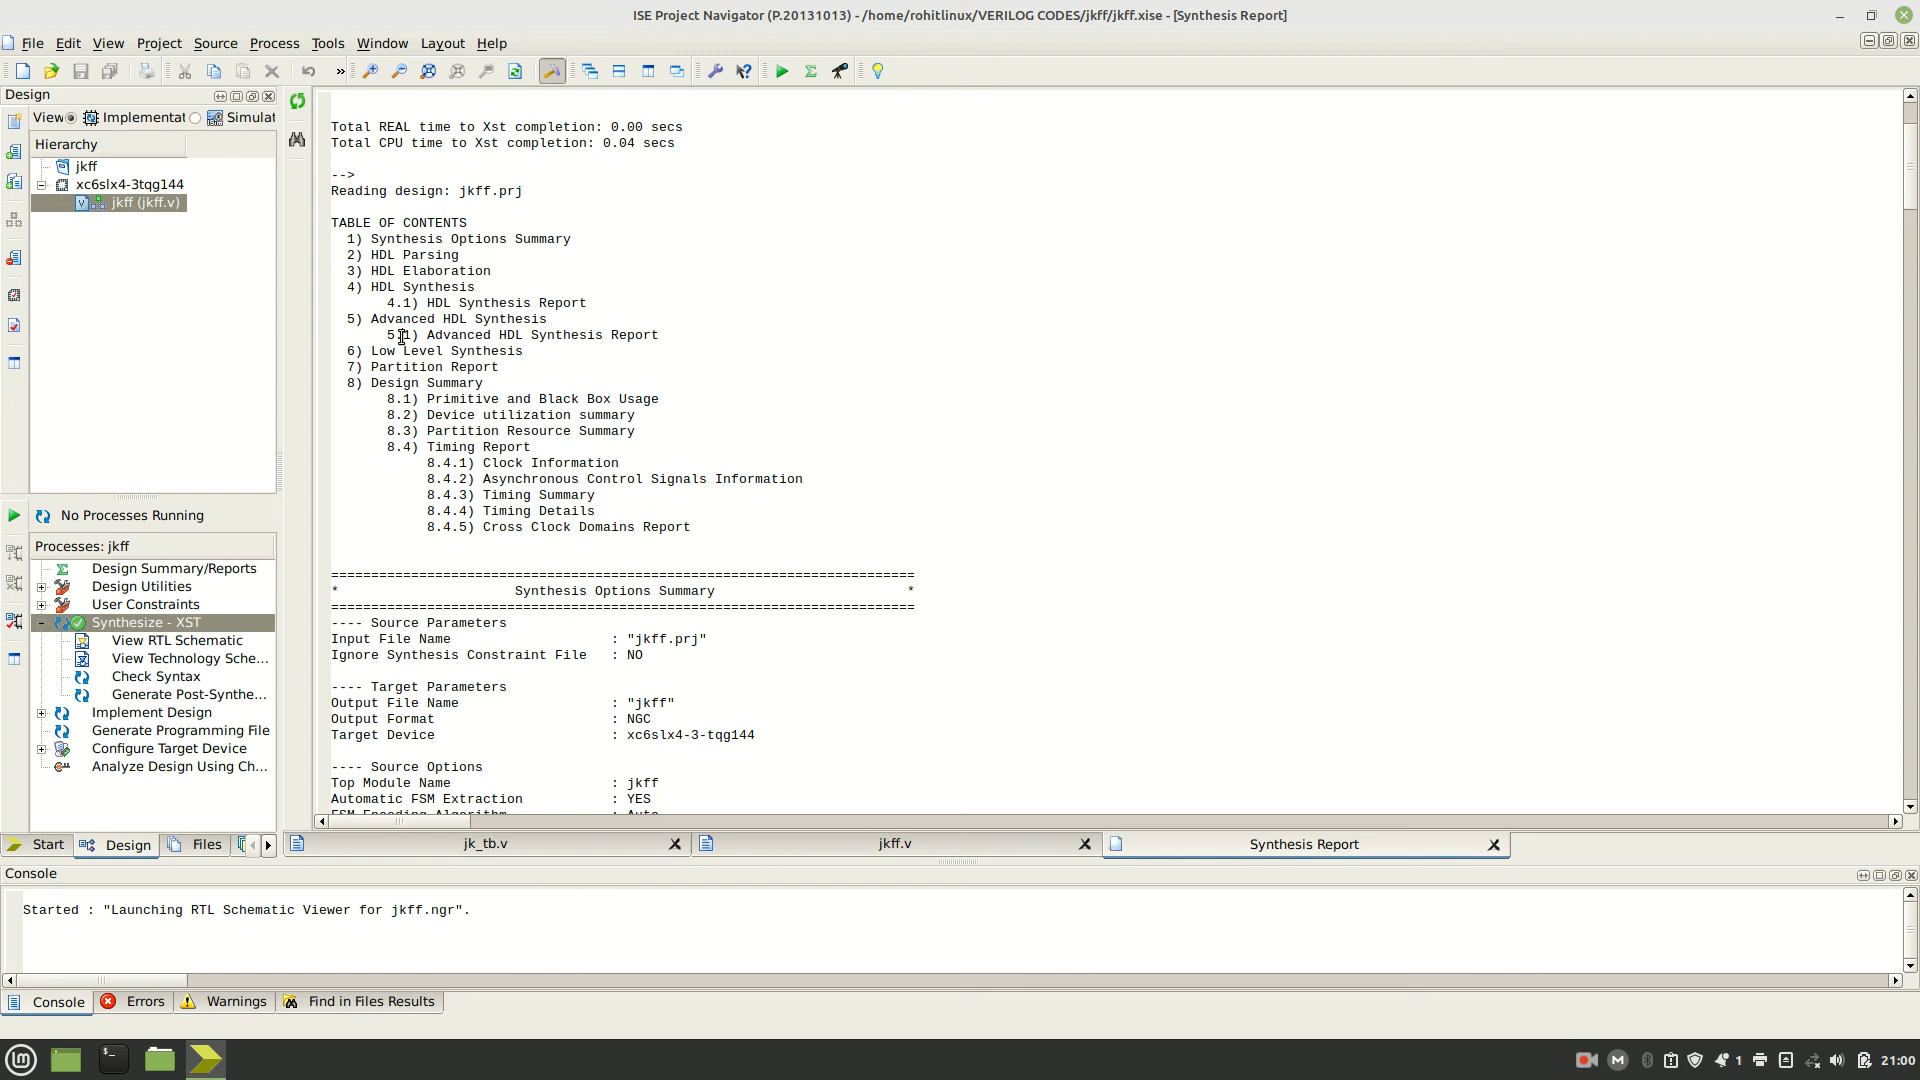 ISE Project Navigator (P.20131013) - /home/rohitlinux/VERILOG CODES/jkff/jkff.xise - [Synthesis Report]
File Edit View Project Source Process Tools Window Layout Help
»
Design
View Implementat Simulat
Hierarchy
jkff
xc6slx4-3tqg144
jkff (jkff.v)
No Processes Running
Processes: jkff
Design Summary/Reports
Design Utilities
User Constraints
Synthesize - XST
View RTL Schematic
View Technology Sche...
Check Syntax
Generate Post-Synthe...
Implement Design
Generate Programming File
Configure Target Device
Analyze Design Using Ch...
Start Design Files
Total REAL time to Xst completion: 0.00 secs
Total CPU time to Xst completion: 0.04 secs
-->
Reading design: jkff.prj
TABLE OF CONTENTS
1) Synthesis Options Summary
2) HDL Parsing
3) HDL Elaboration
4) HDL Synthesis
4.1) HDL Synthesis Report
5) Advanced HDL Synthesis
5.1) Advanced HDL Synthesis Report
6) Low Level Synthesis
7) Partition Report
8) Design Summary
8.1) Primitive and Black Box Usage
8.2) Device utilization summary
8.3) Partition Resource Summary
8.4) Timing Report
8.4.1) Clock Information
8.4.2) Asynchronous Control Signals Information
8.4.3) Timing Summary
8.4.4) Timing Details
8.4.5) Cross Clock Domains Report
=========================================================================
* Synthesis Options Summary *
=========================================================================
---- Source Parameters
Input File Name : "jkff.prj"
Ignore Synthesis Constraint File : NO
---- Target Parameters
Output File Name : "jkff"
Output Format : NGC
Target Device : xc6slx4-3-tqg144
---- Source Options
Top Module Name : jkff
Automatic FSM Extraction : YES
FSM Encoding Algorithm : Auto
jk_tb.v jkff.v Synthesis Report
Console
Started : "Launching RTL Schematic Viewer for jkff.ngr".
Console Errors Warnings Find in Files Results
1 21:00